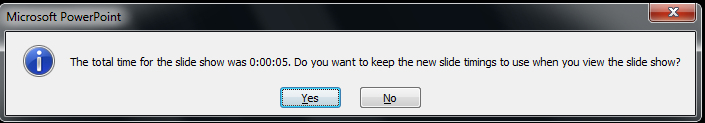 Microsoft PowerPoint
The total time for the slide show was 0:00:05. Do you want to keep the new slide timings to use when you view the slide show?
Yes
No